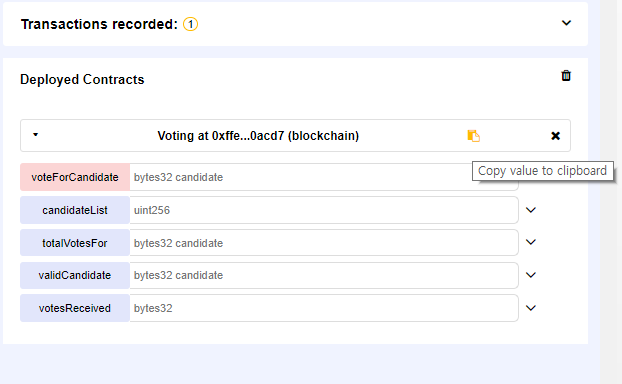 Transactions recorded: 1
Deployed Contracts
Voting at 0xffe...0acd7 (blockchain)
Copy value to clipboard
voteForCandidate bytes32 candidate
candidateList uint256
totalVotesFor bytes32 candidate
validCandidate bytes32 candidate
votesReceived bytes32